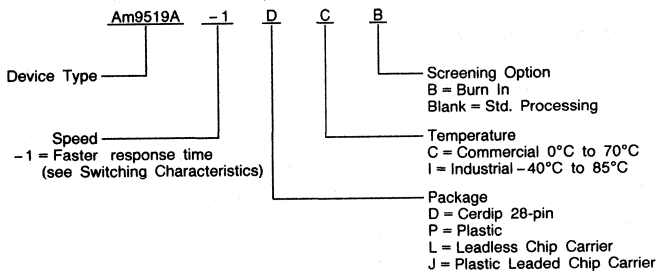 Am9519A −1 D C B
Device Type
Speed
−1 = Faster response time
(see Switching Characteristics)
Screening Option
B = Burn In
Blank = Std. Processing
Temperature
C = Commercial 0°C to 70°C
I = Industrial −40°C to 85°C
Package
D = Cerdip 28-pin
P = Plastic
L = Leadless Chip Carrier
J = Plastic Leaded Chip Carrier